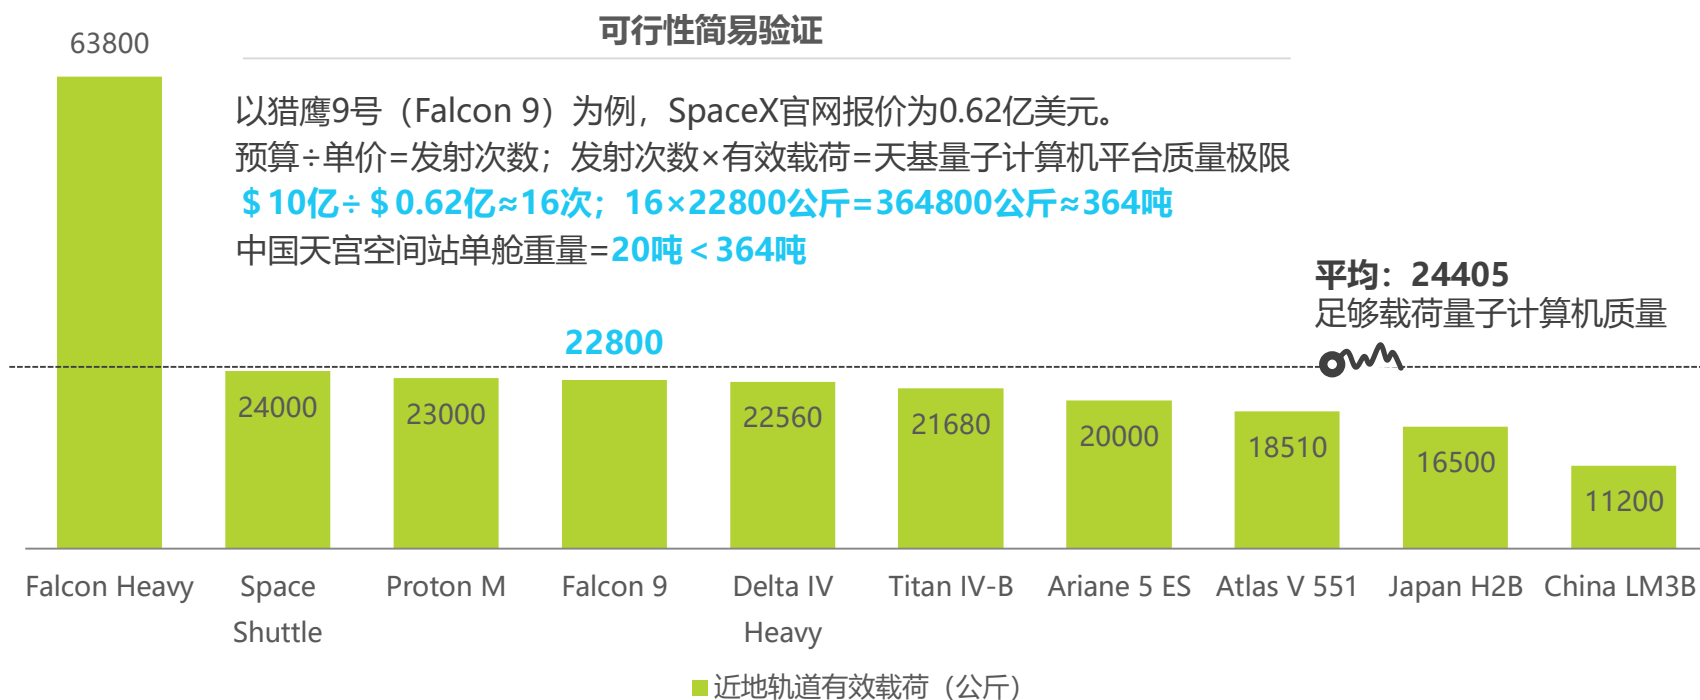 可行性简易验证
63800
以猎鹰9号（Falcon 9）为例，SpaceX官网报价为0.62亿美元。
预算÷单价=发射次数；发射次数×有效载荷=天基量子计算机平台质量极限
＄10亿÷＄0.62亿≈16次；16×22800公斤=364800公斤≈364吨
中国天宫空间站单舱重量=20吨＜364吨
平均：24405
足够载荷量子计算机质量
22800
24000
23000
22560
21680
20000
18510
16500
11200
Falcon Heavy
Space
Shuttle
Proton M
Falcon 9
Delta IV
Heavy
Titan IV-B
Ariane 5 ES
Atlas V 551
Japan H2B
China LM3B
近地轨道有效载荷（公斤）